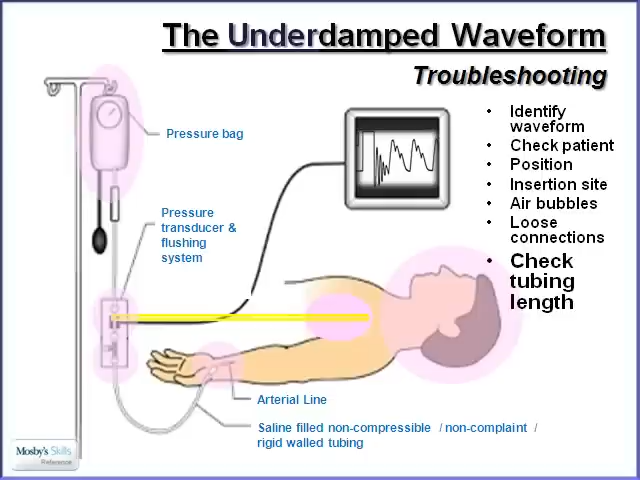 The Underdamped Waveform
Troubleshooting
• Identify
waveform
• Check patient
• Position
• Insertion site
• Air bubbles
• Loose
connections
• Check
tubing
length
Pressure bag
Pressure
transducer &
flushing
system
Arterial Line
Saline filled non-compressible / non-complaint /
rigid walled tubing
Mosby's Skills
Reference